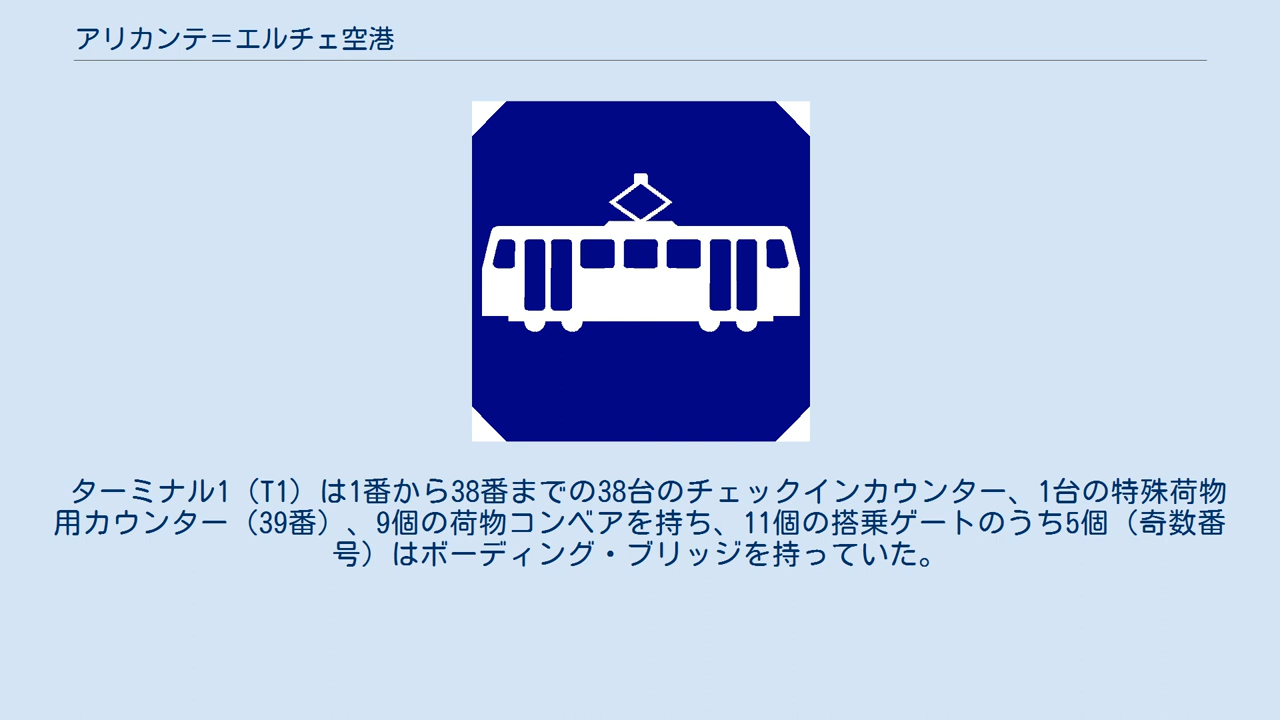 アリカンテ＝エルチェ空港
ターミナル1（T1）は1番から38番までの38台のチェックインカウンター、1台の特殊荷物
用カウンター（39番）、9個の荷物コンベアを持ち、11個の搭乗ゲートのうち5個（奇数番
号）はボーディング・ブリッジを持っていた。